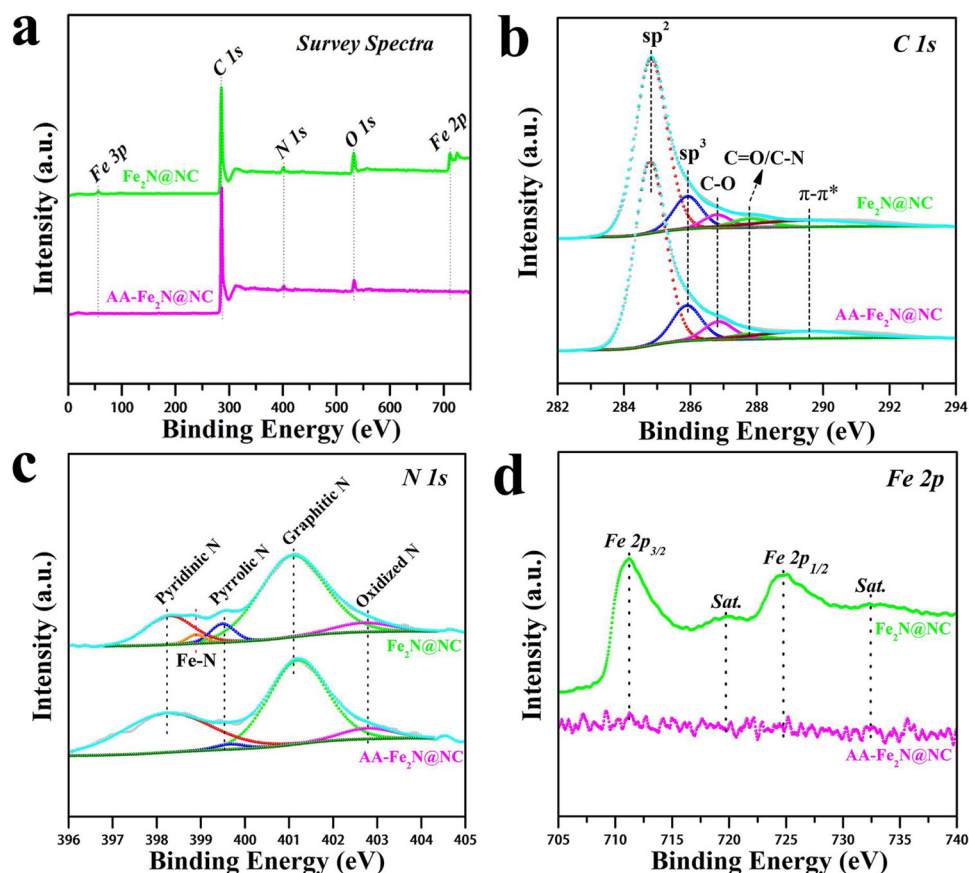 a
Survey Spectra
C 1s
Fe 3p
N 1s
O 1s
Fe 2p
Fe₂N@NC
AA-Fe₂N@NC
Intensity (a.u.)
0 100 200 300 400 500 600 700
Binding Energy (eV)
b
C 1s
sp²
sp³
C-O
C=O/C-N
π-π*
Fe₂N@NC
AA-Fe₂N@NC
Intensity (a.u.)
282 284 286 288 290 292 294
Binding Energy (eV)
c
N 1s
Pyridinic N
Pyrrolic N
Graphitic N
Oxidized N
Fe-N
Fe₂N@NC
AA-Fe₂N@NC
Intensity (a.u.)
396 397 398 399 400 401 402 403 404 405
Binding Energy (eV)
d
Fe 2p
Fe 2p₃/₂
Sat.
Fe 2p₁/₂
Sat.
Fe₂N@NC
AA-Fe₂N@NC
Intensity (a.u.)
705 710 715 720 725 730 735 740
Binding Energy (eV)